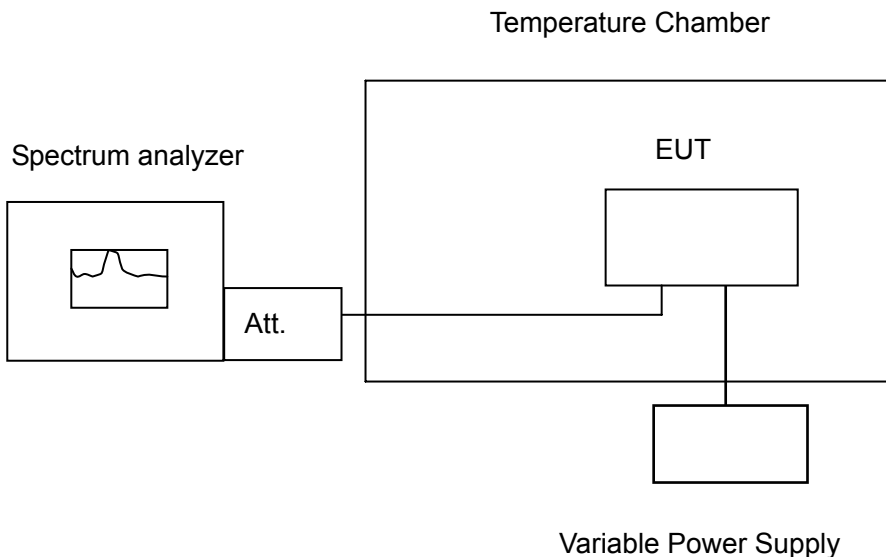 Temperature Chamber
Spectrum analyzer
EUT
Att.
Variable Power Supply